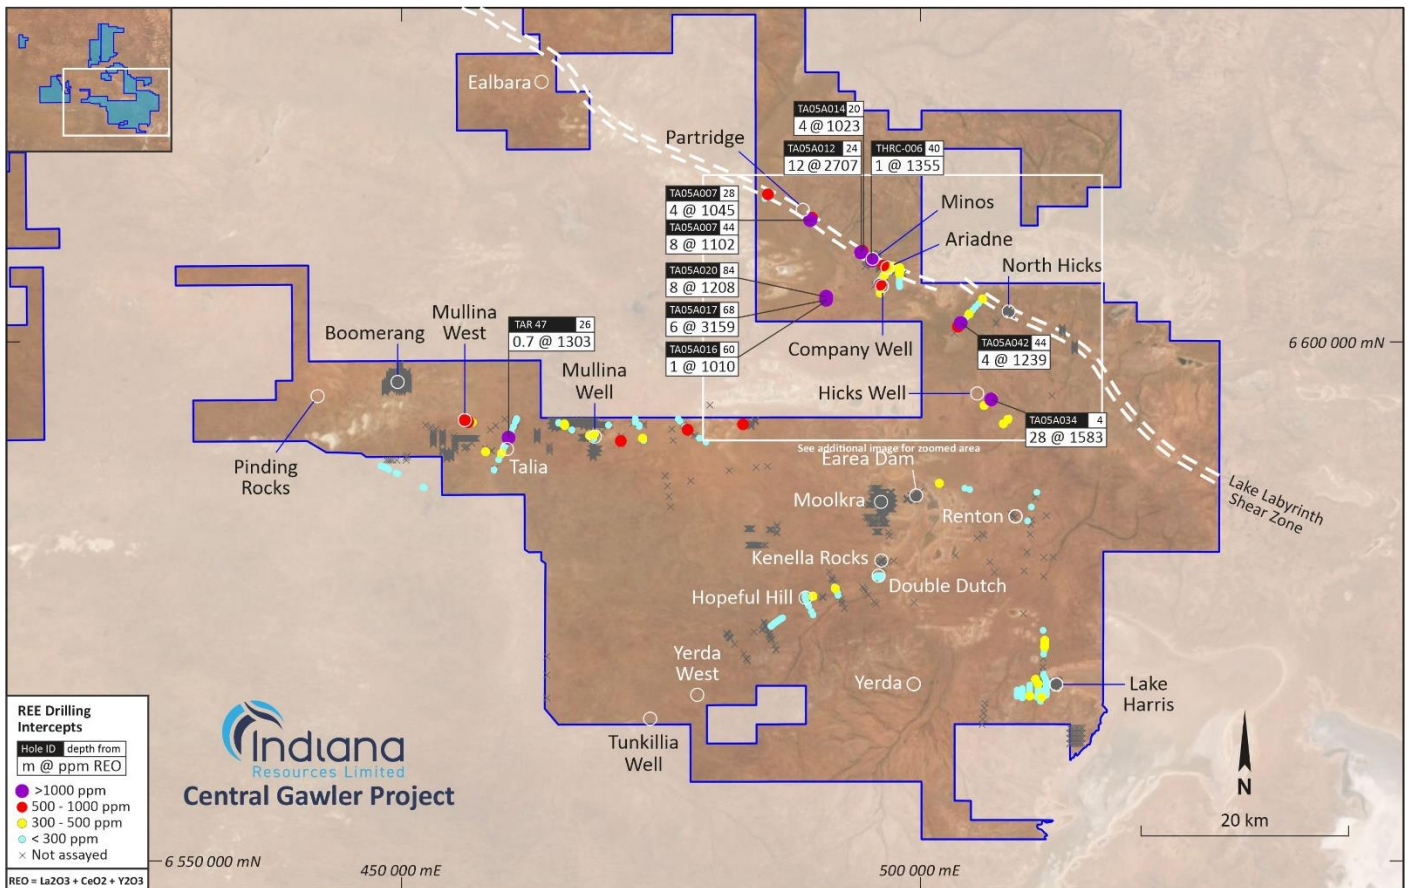 Ealbara
Partridge
TA05A014 20
4 @ 1023
TA05A012 24
12 @ 2707
THRC-006 40
1 @ 1355
TA05A007 28
4 @ 1045
TA05A007 44
8 @ 1102
Minos
Ariadne
North Hicks
TA05A020 84
8 @ 1208
TA05A017 68
6 @ 3159
TA05A016 60
1 @ 1010
Mullina
West
Boomerang
TAR 47 26
0.7 @ 1303
Mullina
Well
Company Well
TA05A042 44
4 @ 1239
6 600 000 mN
Hicks Well
TA05A034 4
28 @ 1583
See additional image for zoomed area
Pinding
Rocks
Talia
Earea Dam
Moolkra
Renton
Lake Labyrinth
Shear Zone
Kenella Rocks
Double Dutch
Hopeful Hill
Yerda
West
Yerda
Lake
Harris
Tunkillia
Well
REE Drilling
Intercepts
Hole ID depth from
m @ ppm REO
>1000 ppm
500 - 1000 ppm
300 - 500 ppm
< 300 ppm
Not assayed
REO = La2O3 + CeO2 + Y2O3
Indiana
Resources Limited
Central Gawler Project
N
20 km
6 550 000 mN
450 000 mE
500 000 mE